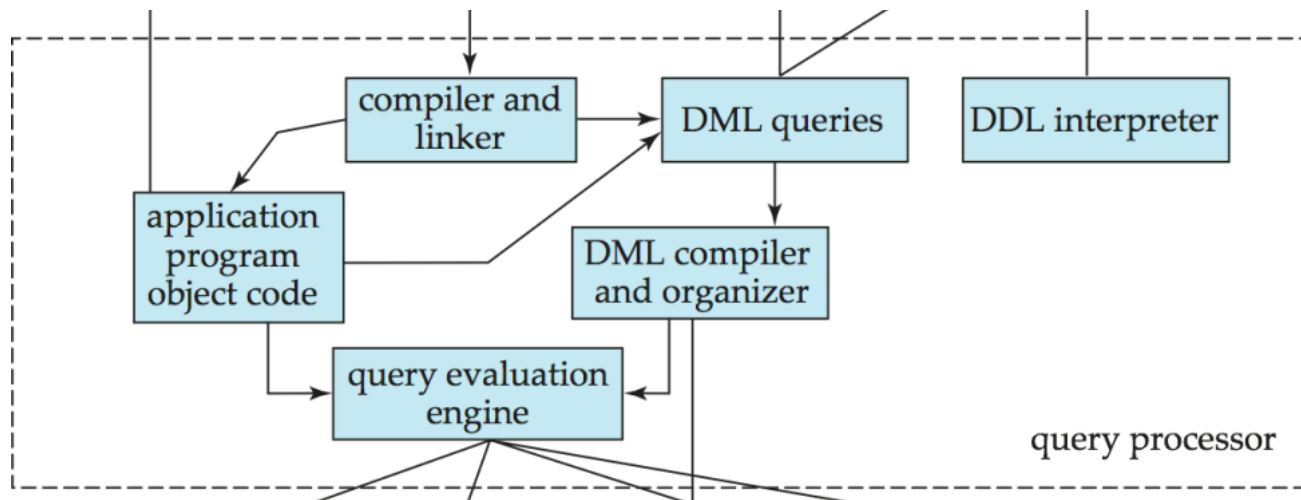 compiler and
linker
DML queries
DDL interpreter
application
program
object code
DML compiler
and organizer
query evaluation
engine
query processor